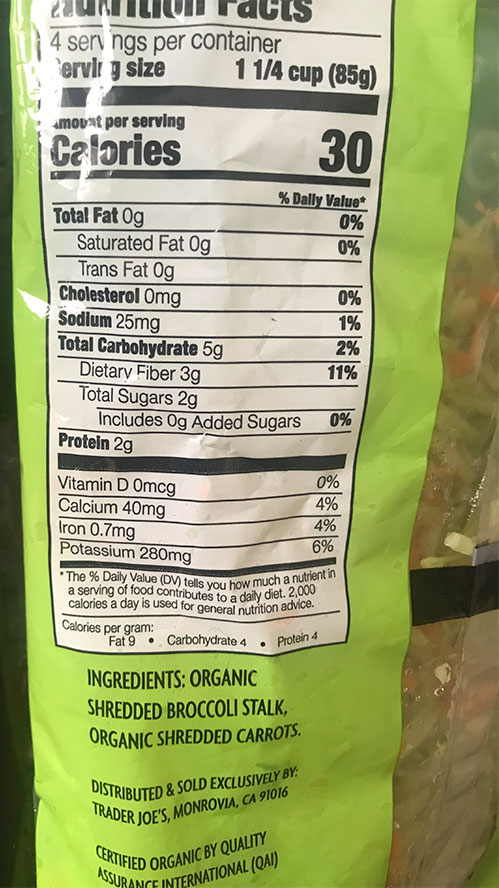 Nutrition Facts
4 servings per container
Serving size 1 1/4 cup (85g)
Amount per serving
Calories 30
% Daily Value*
Total Fat 0g 0%
Saturated Fat 0g 0%
Trans Fat 0g
Cholesterol 0mg 0%
Sodium 25mg 1%
Total Carbohydrate 5g 2%
Dietary Fiber 3g 11%
Total Sugars 2g
Includes 0g Added Sugars 0%
Protein 2g
Vitamin D 0mcg 0%
Calcium 40mg 4%
Iron 0.7mg 4%
Potassium 280mg 6%
*The % Daily Value (DV) tells you how much a nutrient in
a serving of food contributes to a daily diet. 2,000
calories a day is used for general nutrition advice.
Calories per gram:
Fat 9 • Carbohydrate 4 • Protein 4
INGREDIENTS: ORGANIC
SHREDDED BROCCOLI STALK,
ORGANIC SHREDDED CARROTS.
DISTRIBUTED & SOLD EXCLUSIVELY BY:
TRADER JOE'S, MONROVIA, CA 91016
CERTIFIED ORGANIC BY QUALITY
ASSURANCE INTERNATIONAL (QAI)